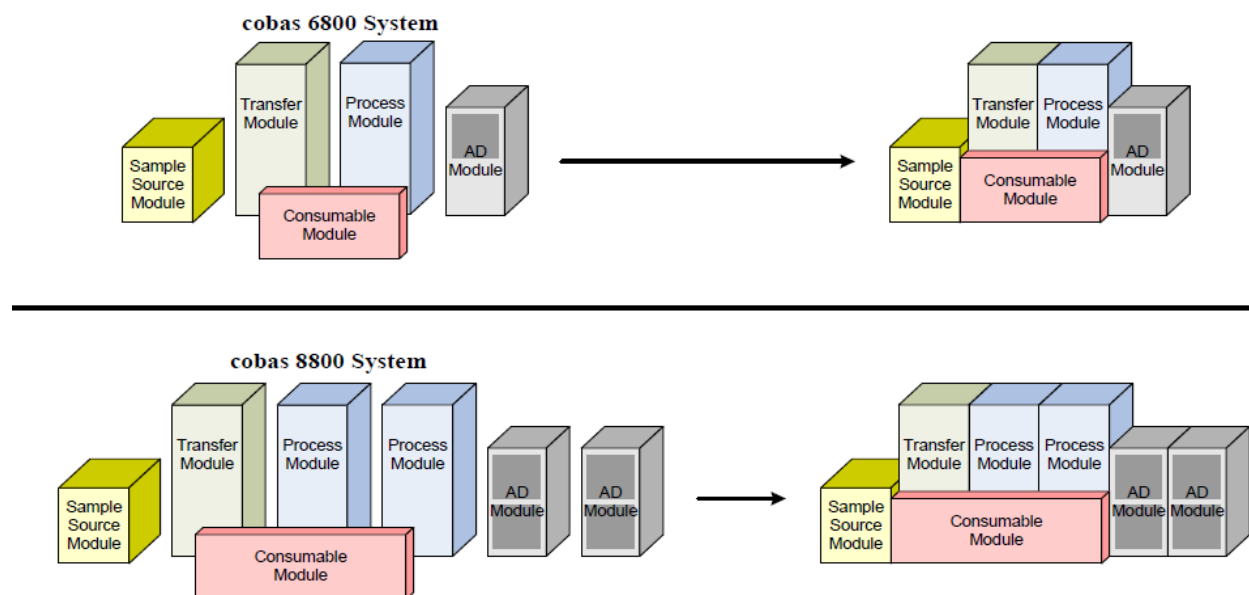 cobas 6800 System
Sample
Source
Module
Transfer
Module
Process
Module
AD
Module
Consumable
Module
Sample
Source
Module
Transfer
Module
Process
Module
AD
Module
Consumable
Module
cobas 8800 System
Sample
Source
Module
Transfer
Module
Process
Module
Process
Module
AD
Module
AD
Module
Consumable
Module
Sample
Source
Module
Transfer
Module
Process
Module
Process
Module
AD
Module
AD
Module
Consumable
Module